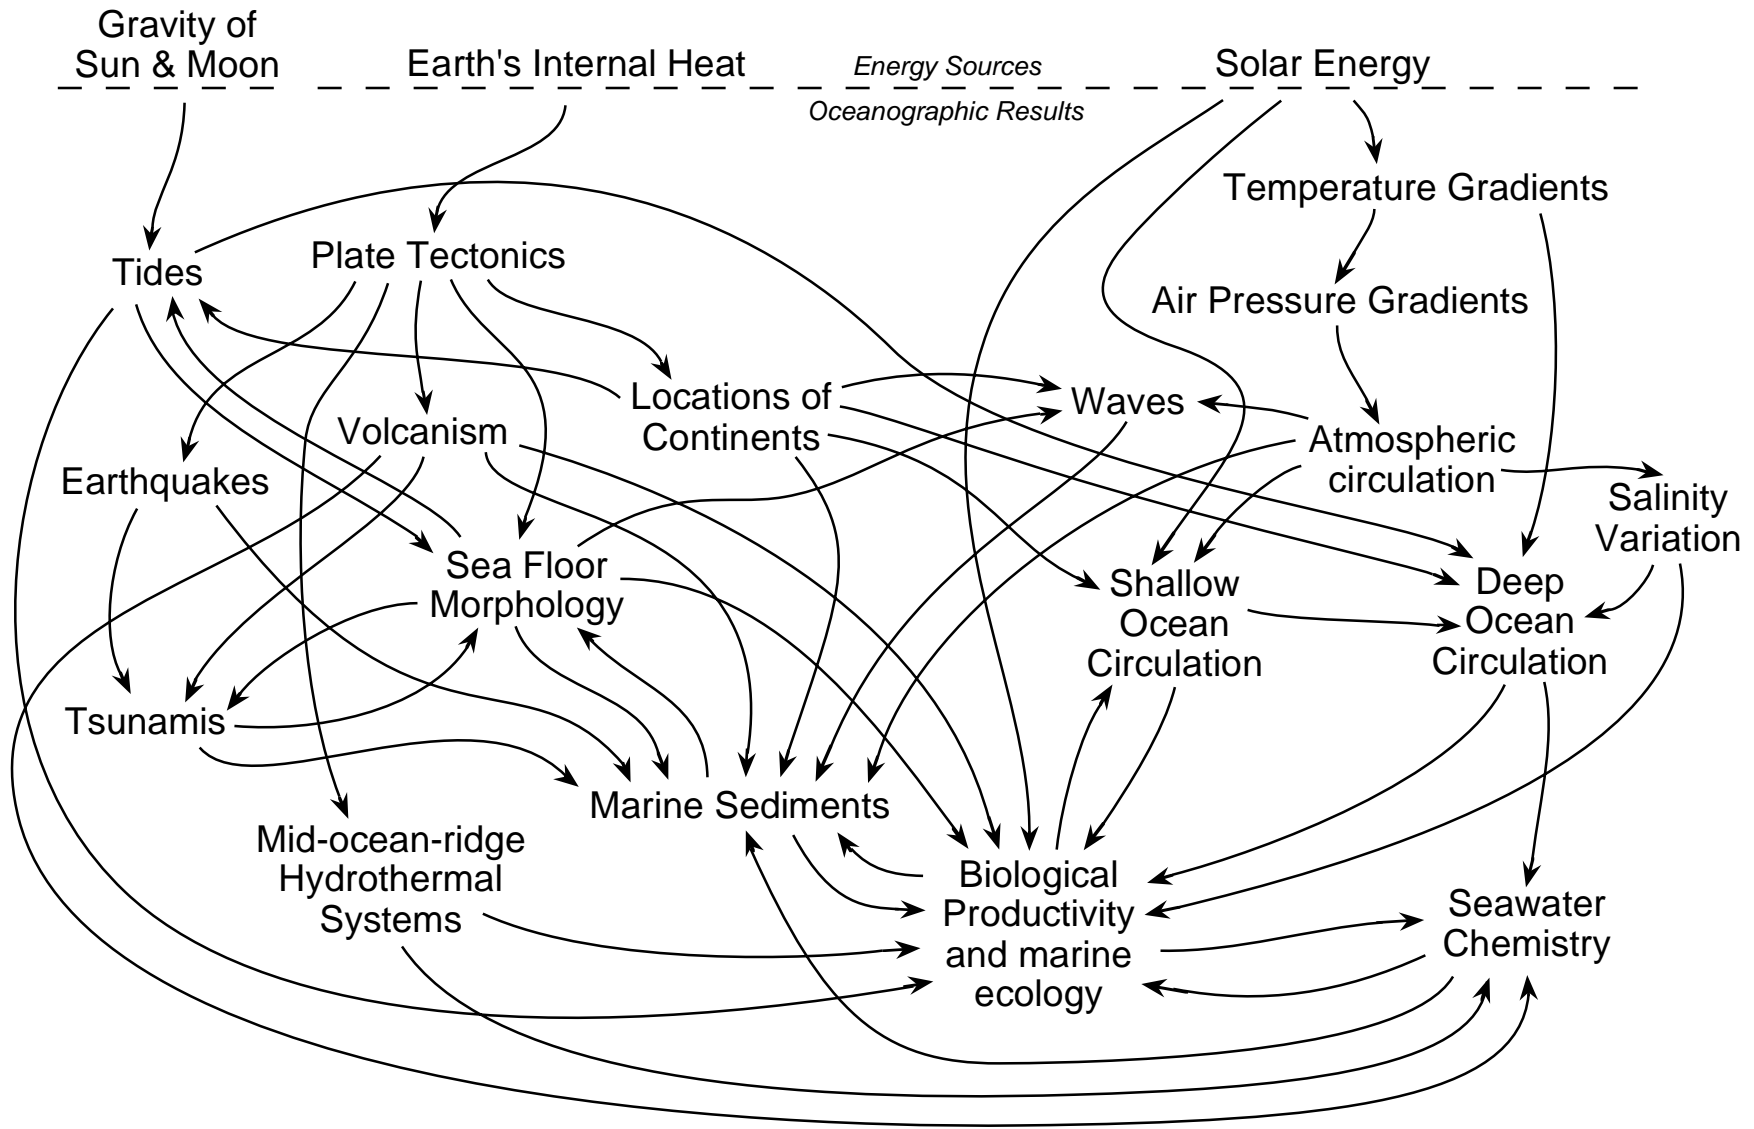 Gravity of
Sun & Moon
Earth's Internal Heat
Energy Sources
Solar Energy
Oceanographic Results
Temperature Gradients
Tides
Plate Tectonics
Air Pressure Gradients
Locations of
Continents
Waves
Volcanism
Atmospheric
circulation
Earthquakes
Salinity
Variation
Sea Floor
Morphology
Shallow
Ocean
Circulation
Deep
Ocean
Circulation
Tsunamis
Marine Sediments
Mid-ocean-ridge
Hydrothermal
Systems
Biological
Productivity
and marine
ecology
Seawater
Chemistry